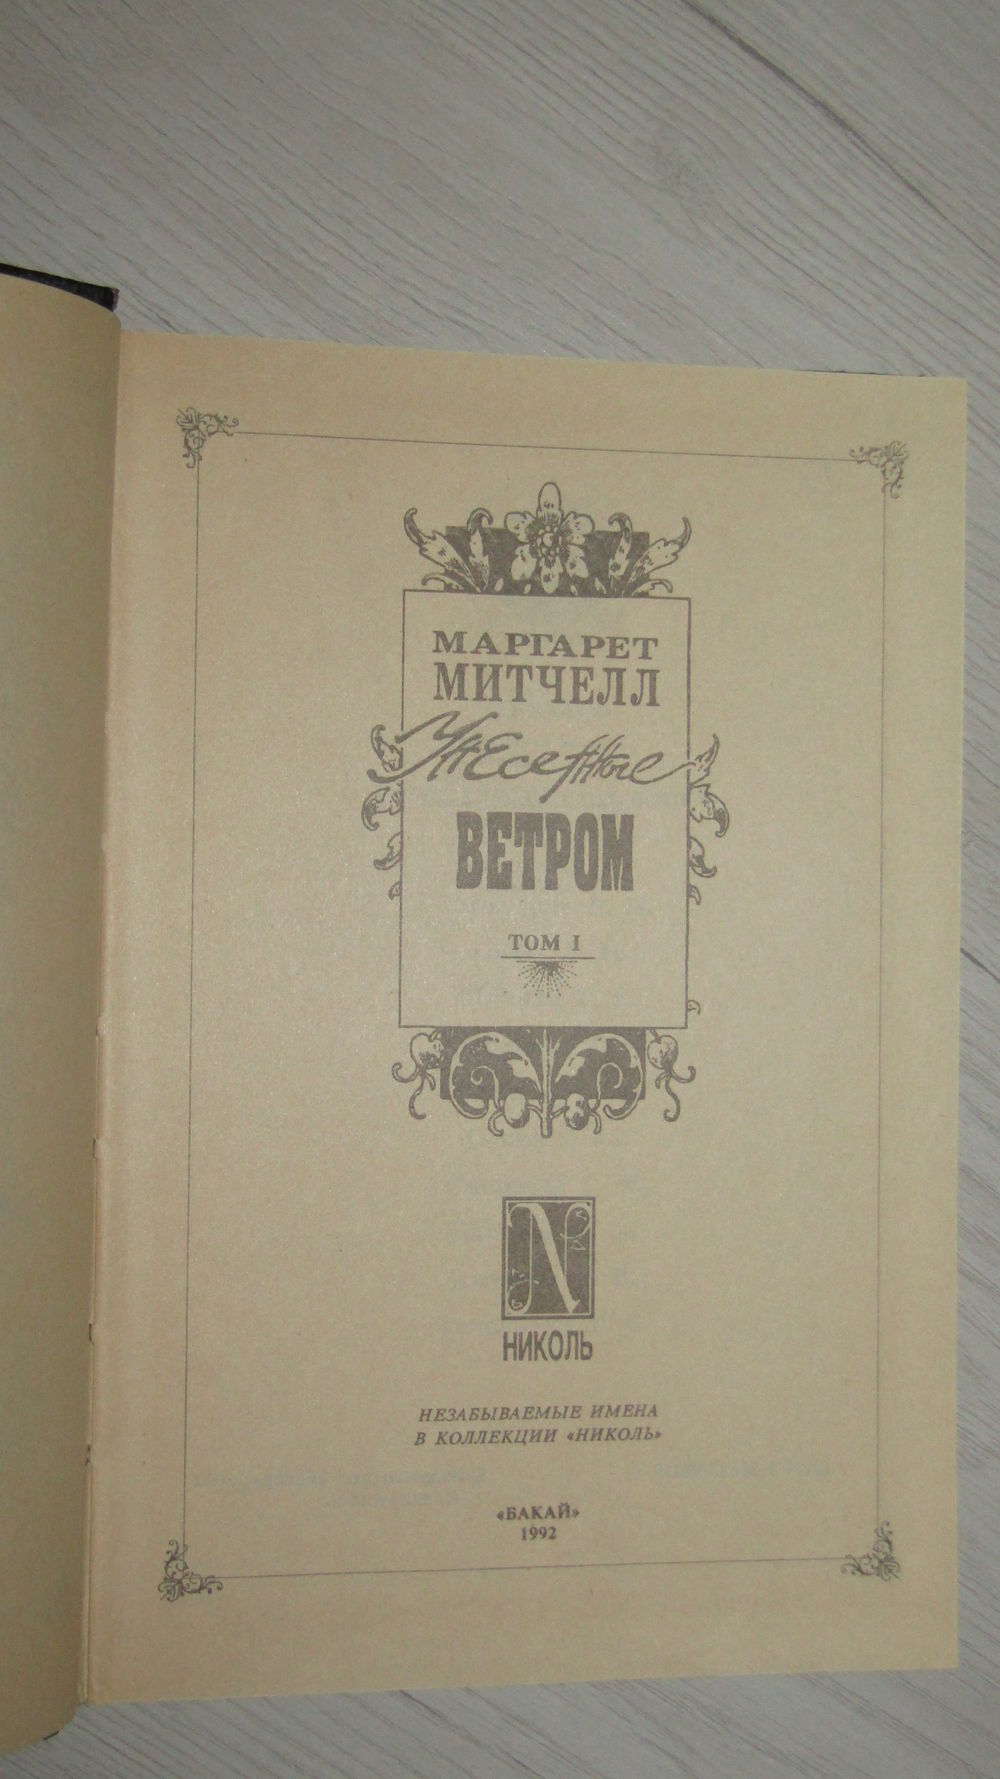 МАРГАРЕТ
МИТЧЕЛЛ
Унесенные
ВЕТРОМ
ТОМ I
N
НИКОЛЬ
НЕЗАБЫВАЕМЫЕ ИМЕНА
В КОЛЛЕКЦИИ «НИКОЛЬ»
«БАКАЙ»
1992